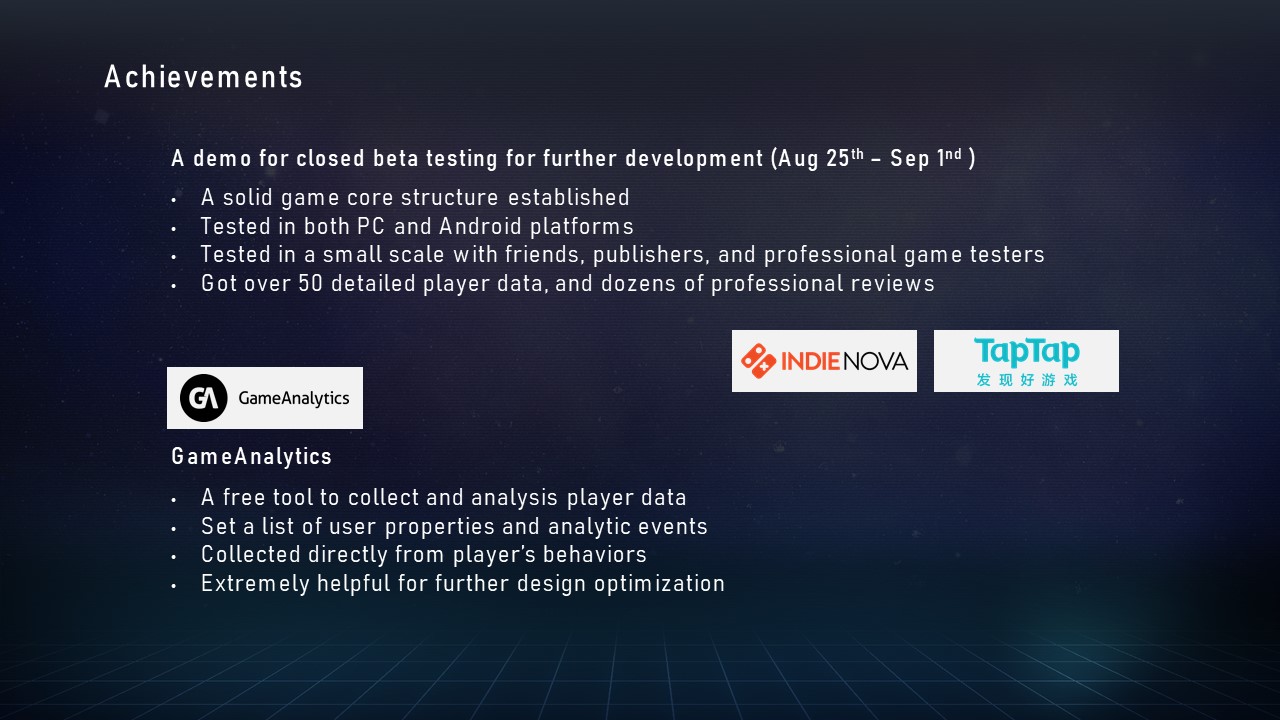 Achievements
A demo for closed beta testing for further development (Aug 25th – Sep 1nd )
• A solid game core structure established
• Tested in both PC and Android platforms
• Tested in a small scale with friends, publishers, and professional game testers
• Got over 50 detailed player data, and dozens of professional reviews
INDIENOVA
TapTap
发现好游戏
GA GameAnalytics
GameAnalytics
• A free tool to collect and analysis player data
• Set a list of user properties and analytic events
• Collected directly from player's behaviors
• Extremely helpful for further design optimization